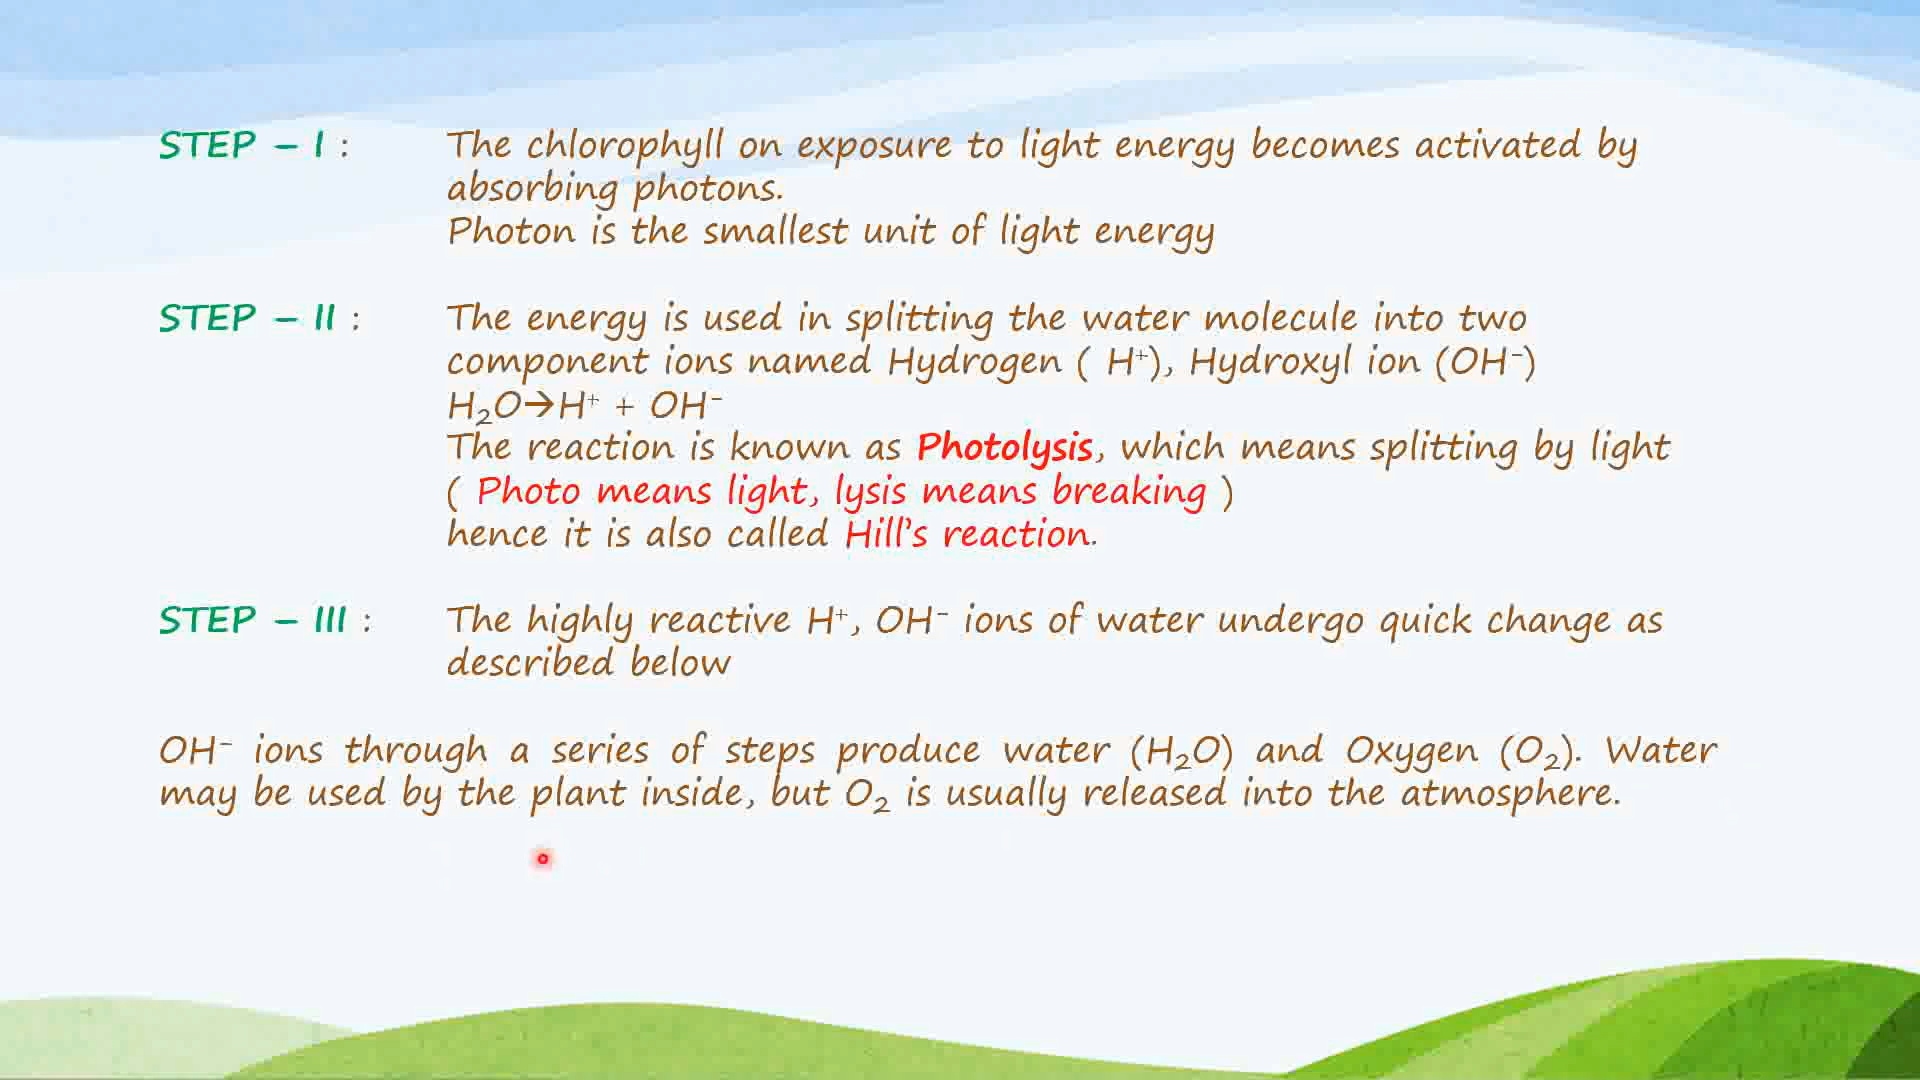 STEP – I : The chlorophyll on exposure to light energy becomes activated by
absorbing photons.
Photon is the smallest unit of light energy
STEP – II : The energy is used in splitting the water molecule into two
component ions named Hydrogen ( H⁺), Hydroxyl ion (OH⁻)
H₂O→H⁺ + OH⁻
The reaction is known as Photolysis, which means splitting by light
( Photo means light, lysis means breaking )
hence it is also called Hill’s reaction.
STEP – III : The highly reactive H⁺, OH⁻ ions of water undergo quick change as
described below
OH⁻ ions through a series of steps produce water (H₂O) and Oxygen (O₂). Water
may be used by the plant inside, but O₂ is usually released into the atmosphere.